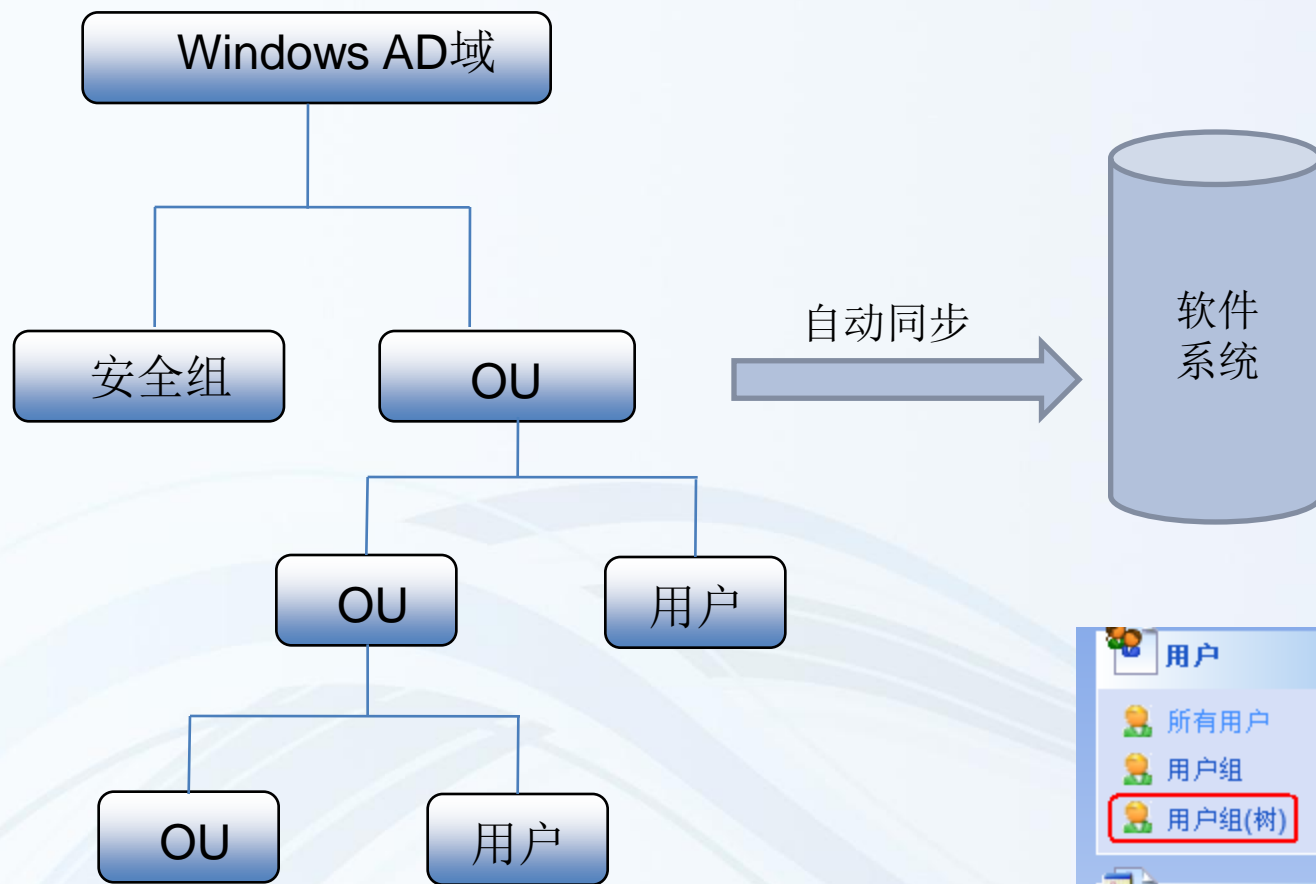 Windows AD域
安全组
OU
自动同步
软件
系统
OU
用户
OU
用户
用户
所有用户
用户组
用户组(树)